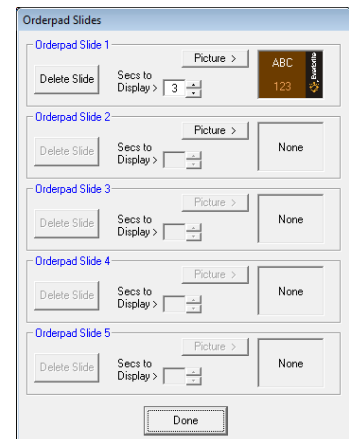 Orderpad Slides
Orderpad Slide 1
Picture >
Delete Slide
Secs to
Display > 3
ABC
123
Evatorite
Orderpad Slide 2
Picture >
Delete Slide
Secs to
Display >
None
Orderpad Slide 3
Picture >
Delete Slide
Secs to
Display >
None
Orderpad Slide 4
Picture >
Delete Slide
Secs to
Display >
None
Orderpad Slide 5
Picture >
Delete Slide
Secs to
Display >
None
Done